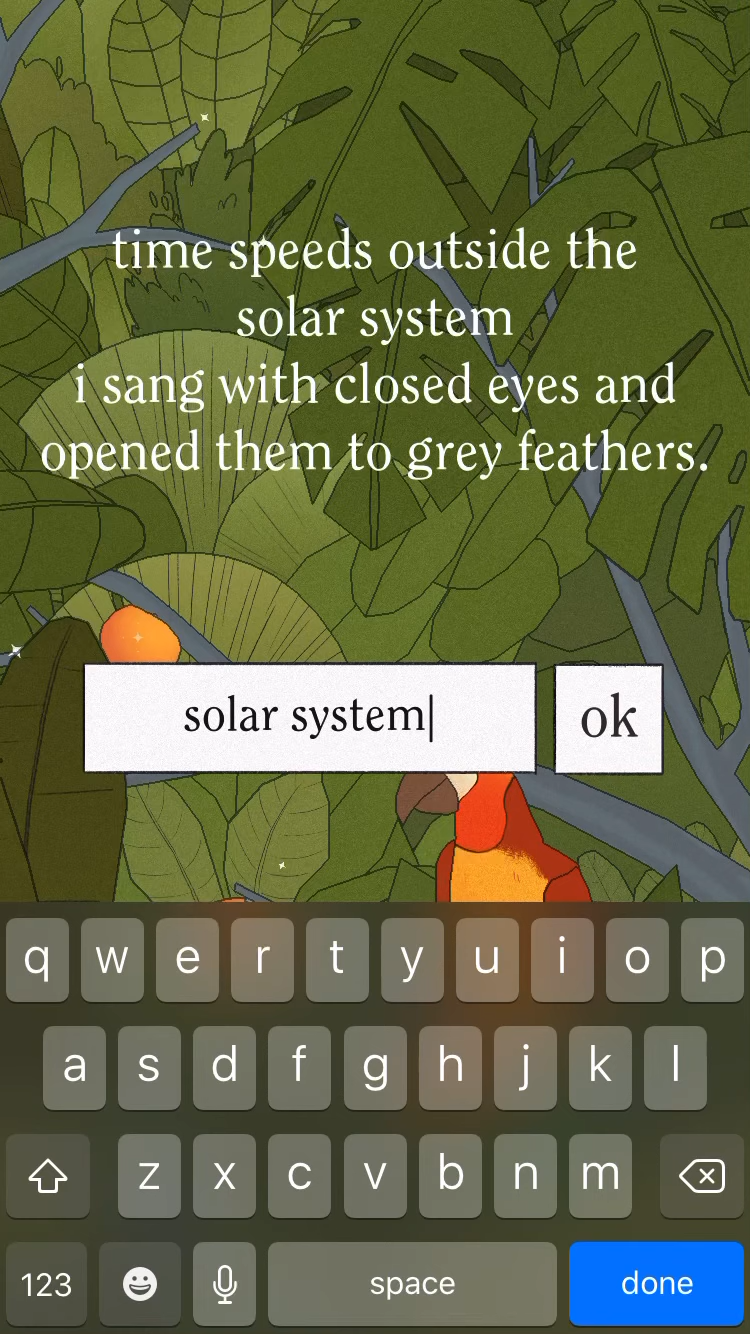 time speeds outside the
solar system
i sang with closed eyes and
opened them to grey feathers.
solar system
ok
q w e r t y u i o p
a s d f g h j k l
z x c v b n m
123 space done